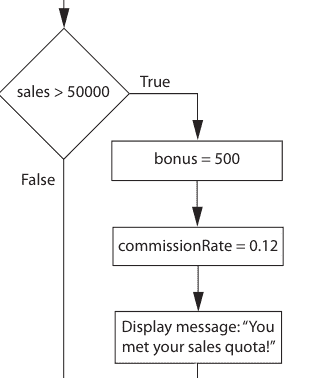 True
sales > 50000
bonus = 500
False
commissionRate = 0.12
Display message: “You
met your sales quota!”